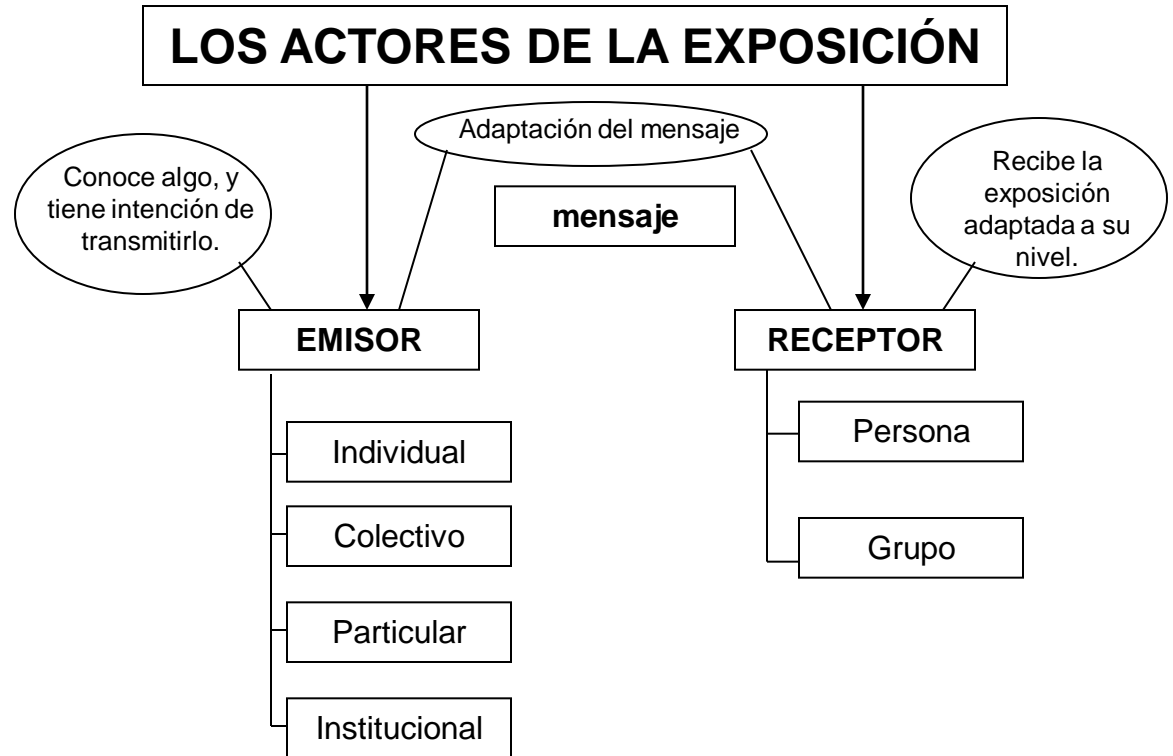 LOS ACTORES DE LA EXPOSICIÓN
Adaptación del mensaje
Conoce algo, y
tiene intención de
transmitirlo.
mensaje
Recibe la
exposición
adaptada a su
nivel.
EMISOR
RECEPTOR
Individual
Colectivo
Particular
Institucional
Persona
Grupo